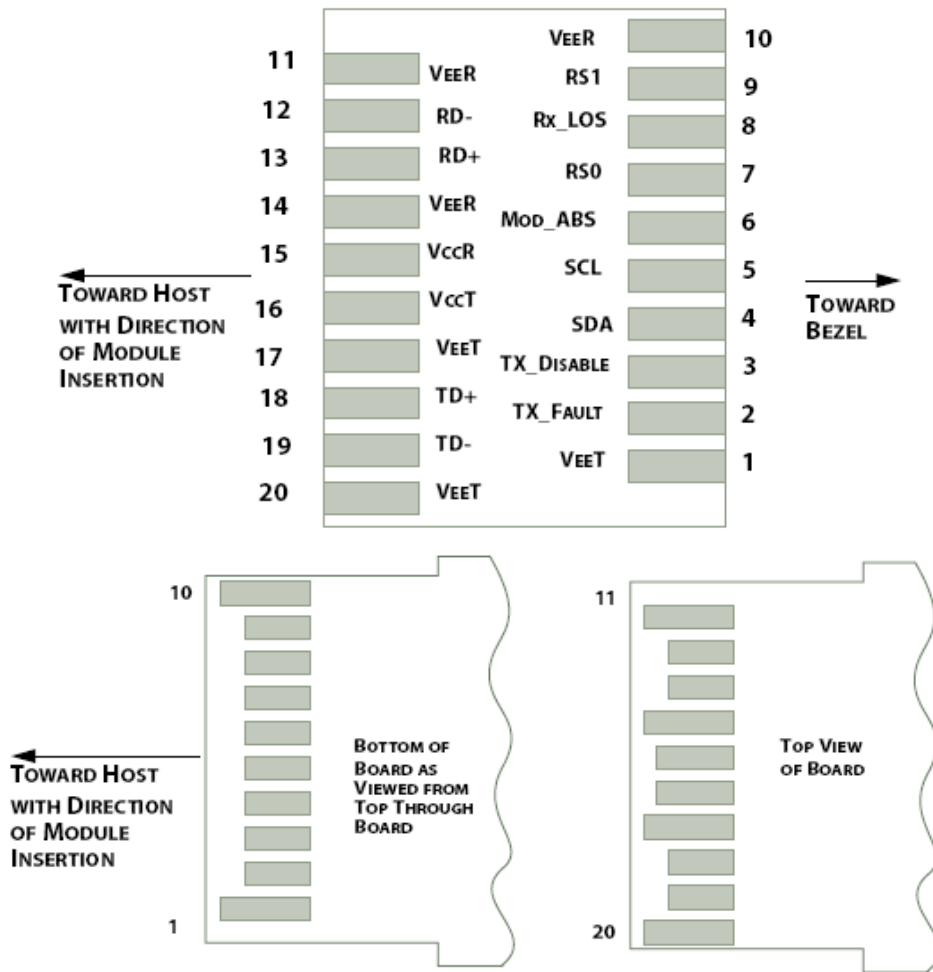 VEER 10
11 VEER
RS1 9
12 RD-
Rx_LOS 8
13 RD+
RS0 7
14 VEER
MOD_ABS 6
15 VCCR
SCL 5
16 VCCT
SDA 4
17 VEET
TX_DISABLE 3
18 TD+
TX_FAULT 2
19 TD-
VEET 1
20 VEET
TOWARD HOST
WITH DIRECTION
OF MODULE
INSERTION
TOWARD
BEZEL
10
1
BOTTOM OF
BOARD AS
VIEWED FROM
TOP THROUGH
BOARD
TOWARD HOST
WITH DIRECTION
OF MODULE
INSERTION
11
20
TOP VIEW
OF BOARD